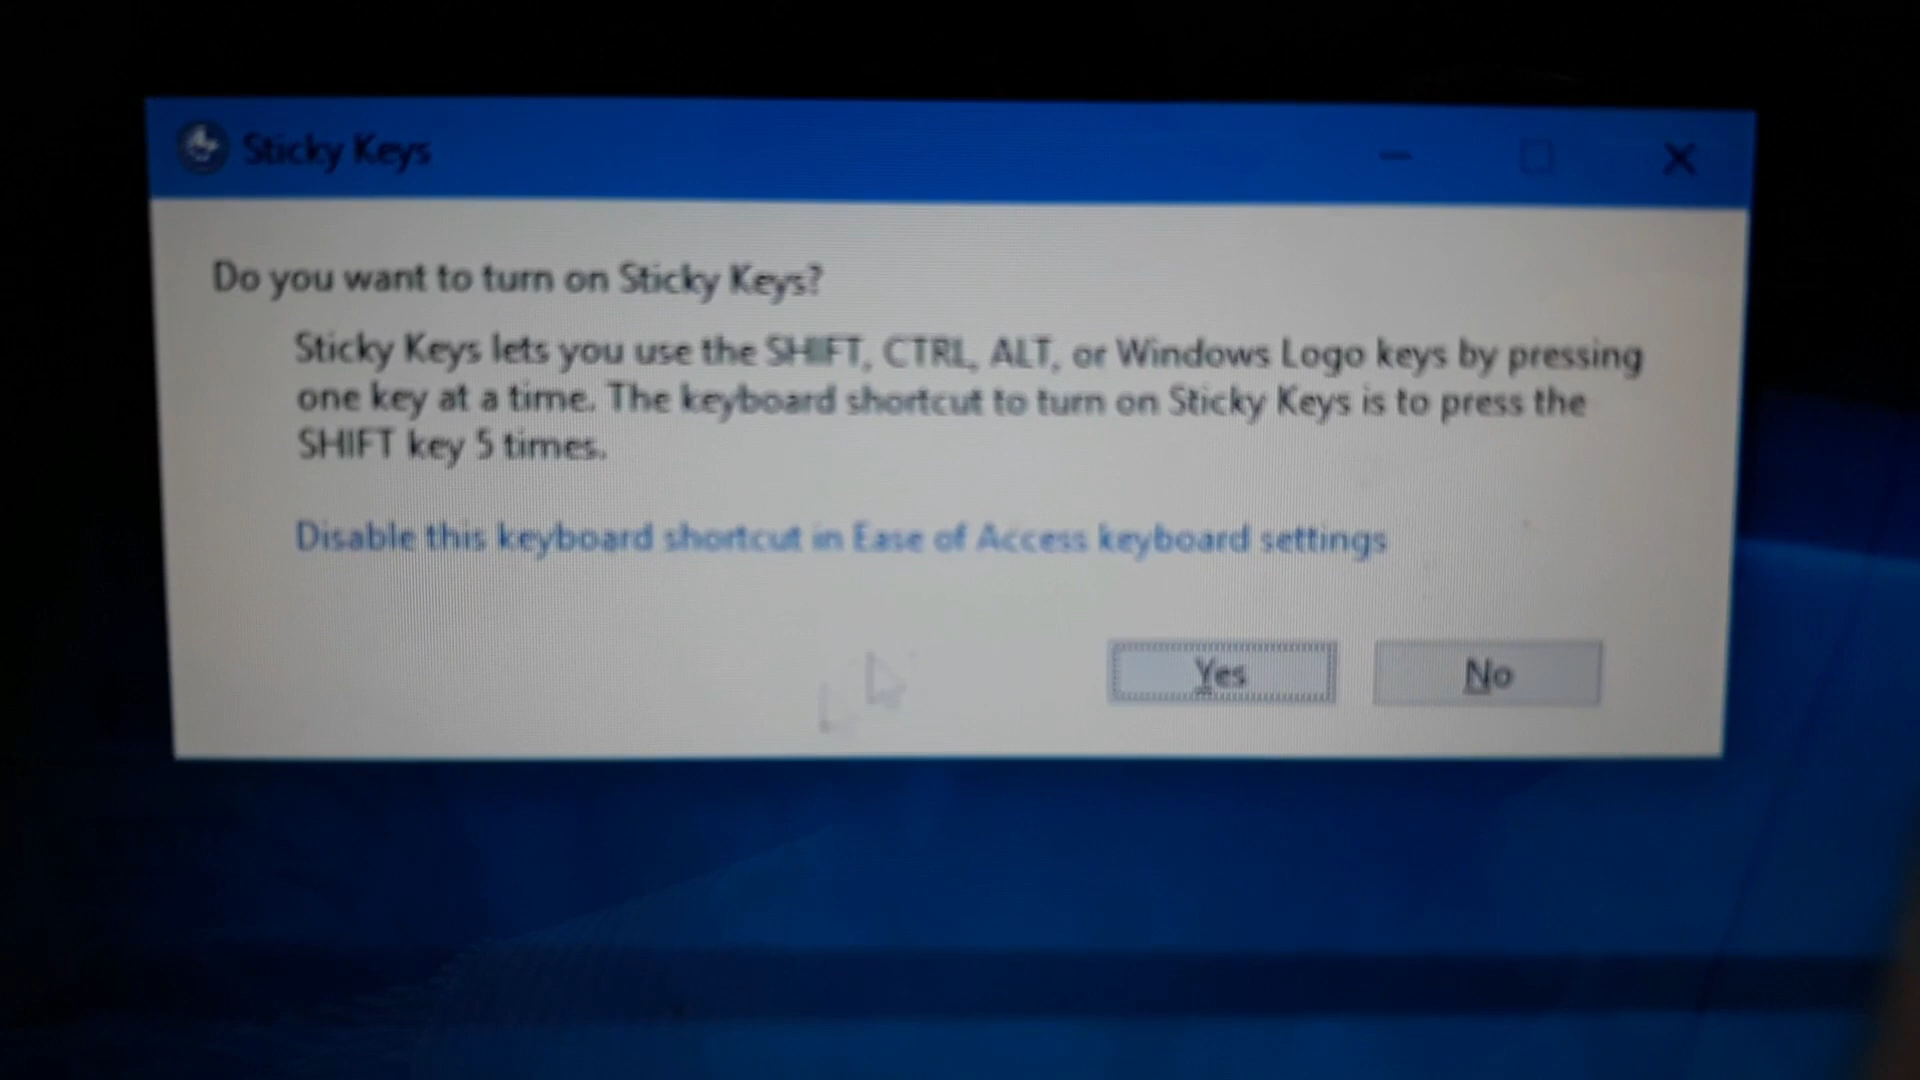 Sticky Keys
Do you want to turn on Sticky Keys?
Sticky Keys lets you use the SHIFT, CTRL, ALT, or Windows Logo keys by pressing
one key at a time. The keyboard shortcut to turn on Sticky Keys is to press the
SHIFT key 5 times.
Disable this keyboard shortcut in Ease of Access keyboard settings
Yes No